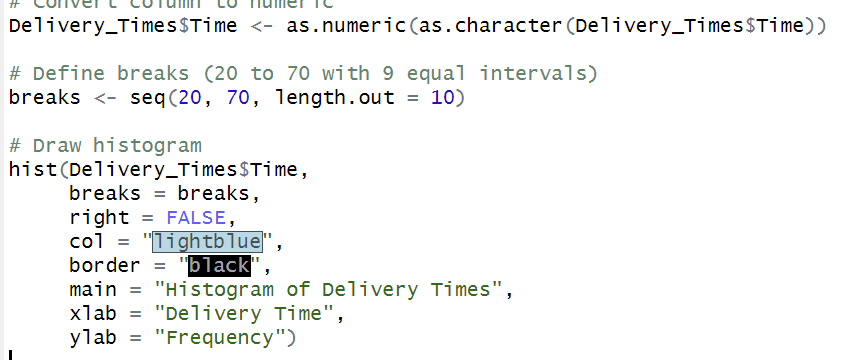 # Convert column to numeric
Delivery_Times$Time <- as.numeric(as.character(Delivery_Times$Time))
# Define breaks (20 to 70 with 9 equal intervals)
breaks <- seq(20, 70, length.out = 10)
# Draw histogram
hist(Delivery_Times$Time,
breaks = breaks,
right = FALSE,
col = "lightblue",
border = "black",
main = "Histogram of Delivery Times",
xlab = "Delivery Time",
ylab = "Frequency")